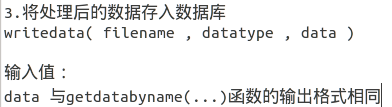 3.将处理后的数据存入数据库
writedata( filename , datatype , data )
输入值：
data 与getdatabyname(...)函数的输出格式相同